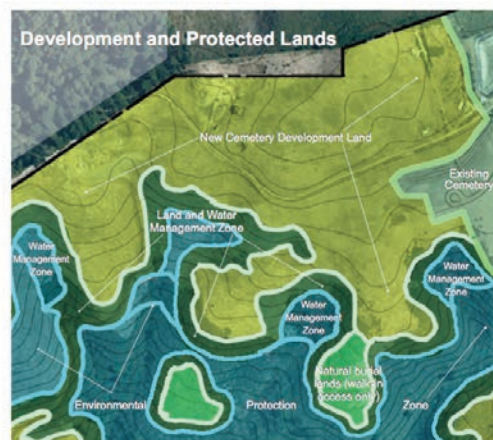 Development and Protected Lands
New Cemetery Development Land
Existing
Cemetery
Land and Water
Management Zone
Water
Management
Zone
Water
Management
Zone
Water
Management
Zone
Natural burial
lands (walk-in
access only)
Environmental
Protection
Zone